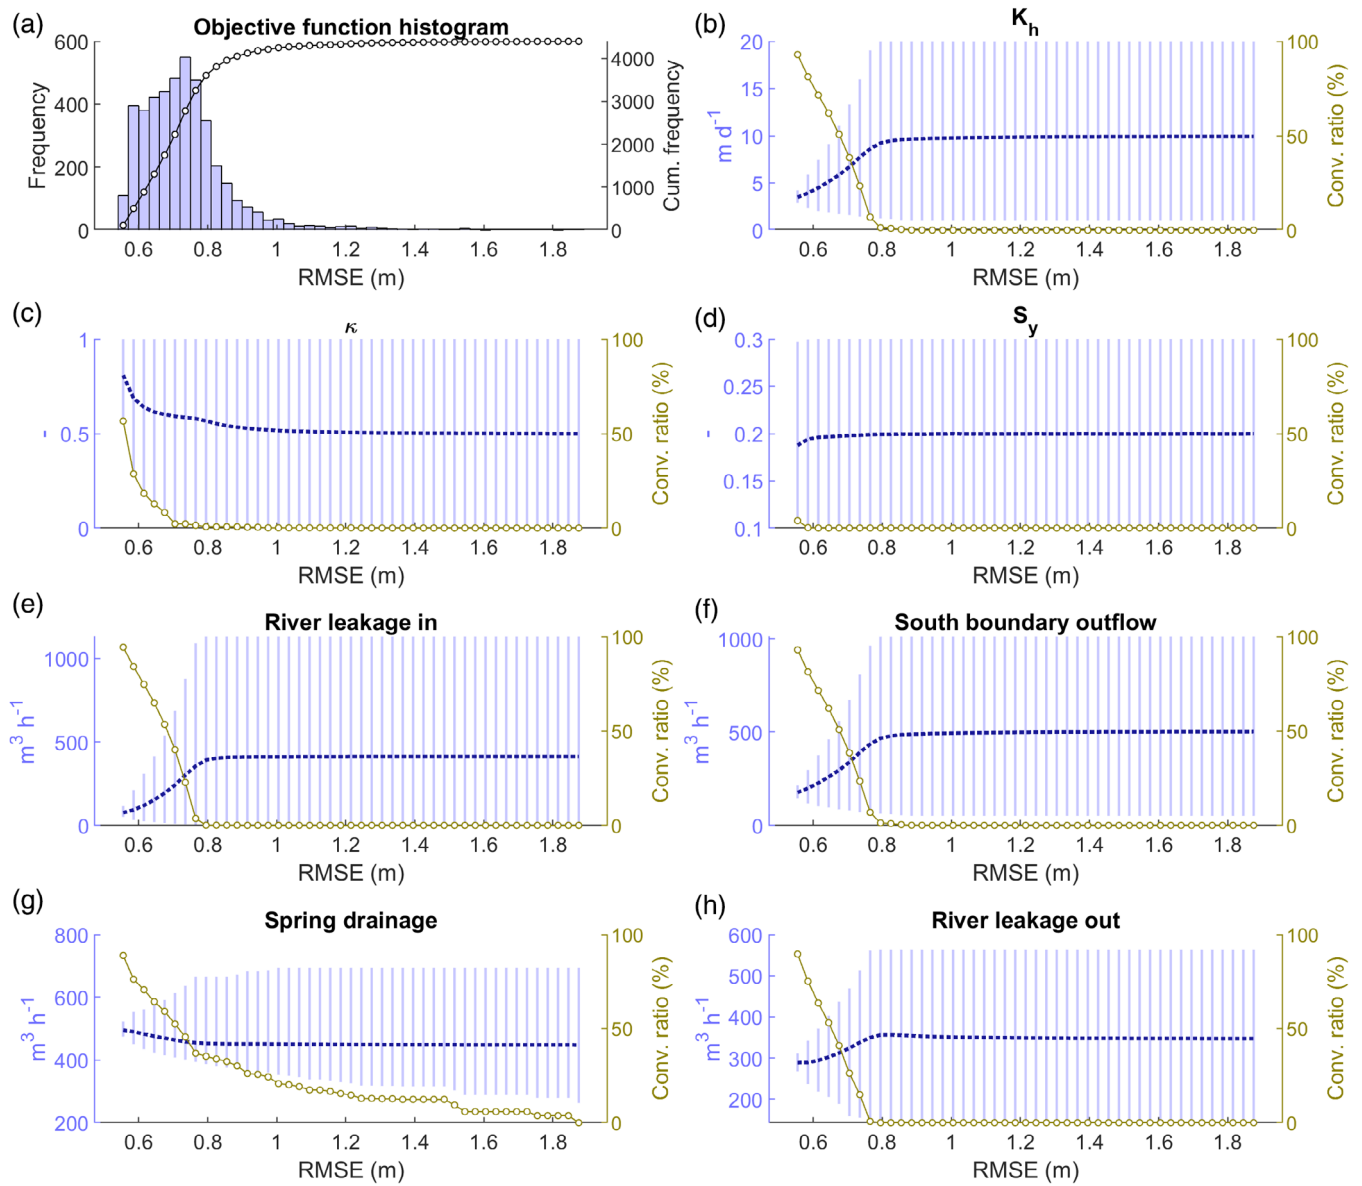 (a)
Objective function histogram
600
400
200
0
Frequency
4000
3000
2000
1000
0
Cum. frequency
0.6 0.8 1 1.2 1.4 1.6 1.8
RMSE (m)
(b)
K_h
20
15
10
5
0
m d^-1
100
50
0
Conv. ratio (%)
0.6 0.8 1 1.2 1.4 1.6 1.8
RMSE (m)
(c)
κ
1
0.5
0
-
100
50
0
Conv. ratio (%)
0.6 0.8 1 1.2 1.4 1.6 1.8
RMSE (m)
(d)
S_y
0.3
0.25
0.2
0.15
0.1
-
100
50
0
Conv. ratio (%)
0.6 0.8 1 1.2 1.4 1.6 1.8
RMSE (m)
(e)
River leakage in
1000
500
0
m^3 h^-1
100
50
0
Conv. ratio (%)
0.6 0.8 1 1.2 1.4 1.6 1.8
RMSE (m)
(f)
South boundary outflow
1000
500
0
m^3 h^-1
100
50
0
Conv. ratio (%)
0.6 0.8 1 1.2 1.4 1.6 1.8
RMSE (m)
(g)
Spring drainage
800
600
400
200
m^3 h^-1
100
50
0
Conv. ratio (%)
0.6 0.8 1 1.2 1.4 1.6 1.8
RMSE (m)
(h)
River leakage out
600
500
400
300
200
m^3 h^-1
100
50
0
Conv. ratio (%)
0.6 0.8 1 1.2 1.4 1.6 1.8
RMSE (m)